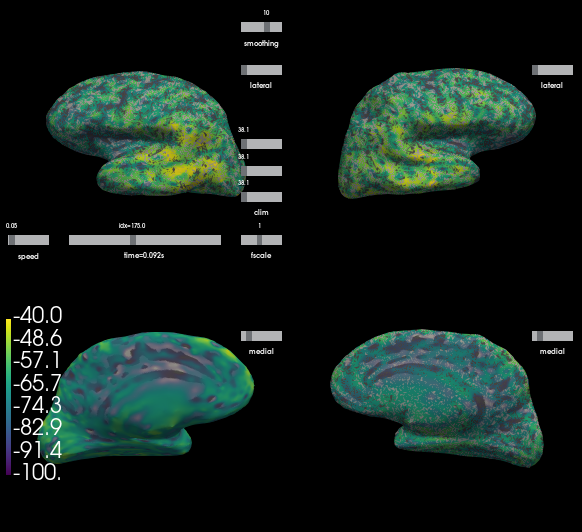 10
smoothing
lateral
lateral
38.1
38.1
38.1
clim
0.05
idx=175.0
1
speed
time=0.092s
fscale
-40.0
-48.6
-57.1
-65.7
-74.3
-82.9
-91.4
-100.
medial
medial